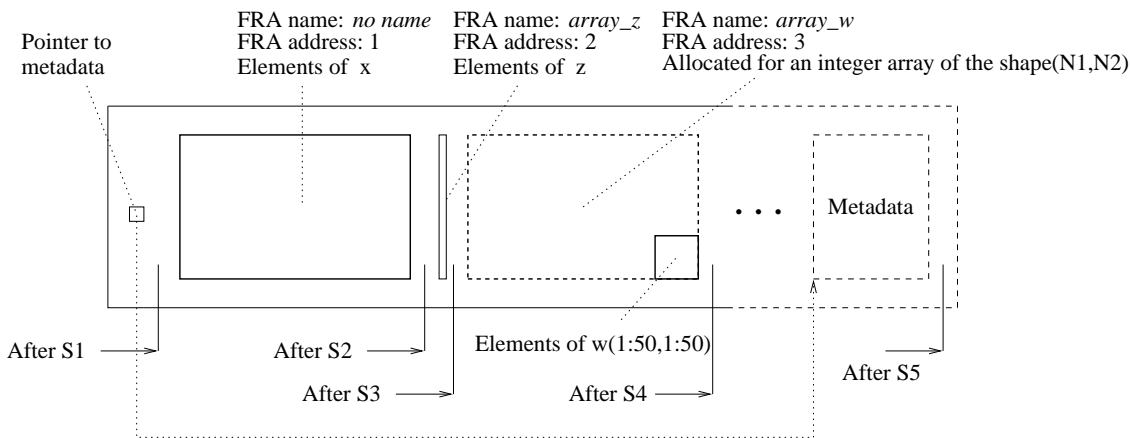 FRA name: no name
FRA address: 1
Elements of x
FRA name: array_z
FRA address: 2
Elements of z
FRA name: array_w
FRA address: 3
Allocated for an integer array of the shape(N1,N2)
Pointer to
metadata
. . .
Metadata
Elements of w(1:50,1:50)
After S1
After S2
After S3
After S4
After S5